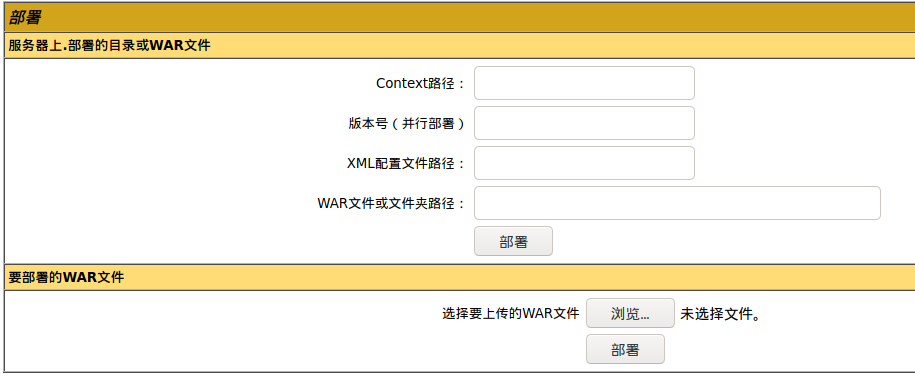 部署
服务器上.部署的目录或WAR文件
Context路径：
版本号（并行部署）
XML配置文件路径：
WAR文件或文件夹路径：
部署
要部署的WAR文件
选择要上传的WAR文件 浏览... 未选择文件。
部署